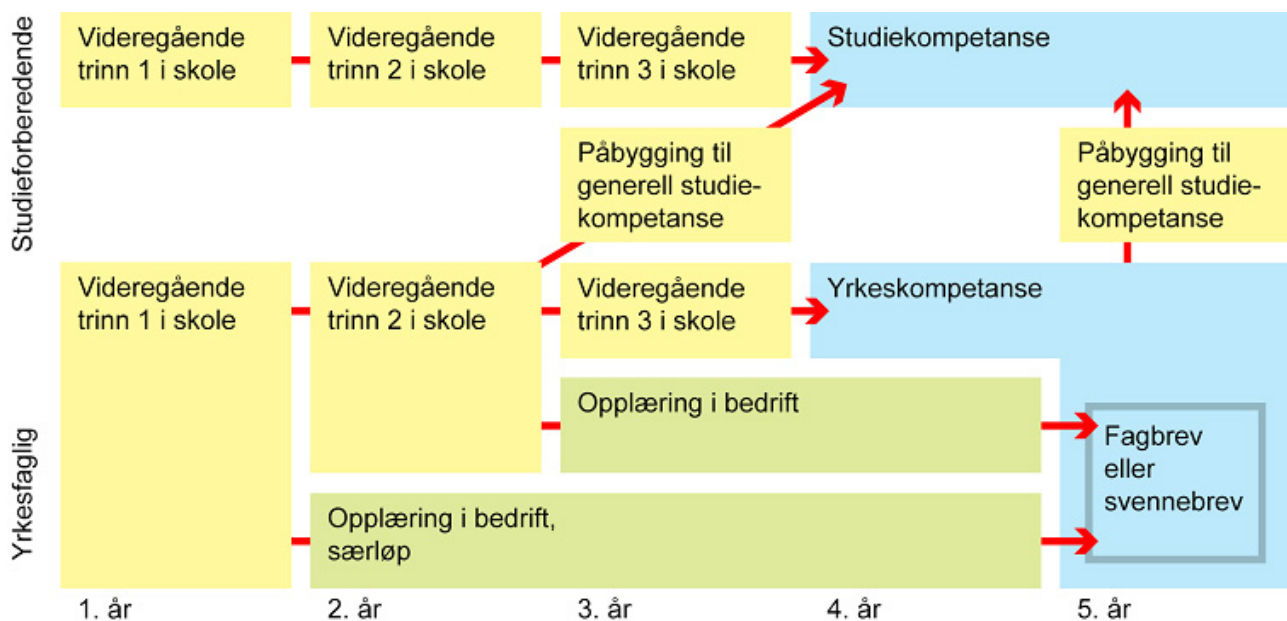 Studieforberedende
Videregående
trinn 1 i skole
Videregående
trinn 2 i skole
Videregående
trinn 3 i skole
Studiekompetanse
Påbygging til
generell studie-
kompetanse
Påbygging til
generell studie-
kompetanse
Yrkesfaglig
Videregående
trinn 1 i skole
Videregående
trinn 2 i skole
Videregående
trinn 3 i skole
Yrkeskompetanse
Opplæring i bedrift
Fagbrev
eller
svennebrev
Opplæring i bedrift,
særløp
1. år
2. år
3. år
4. år
5. år